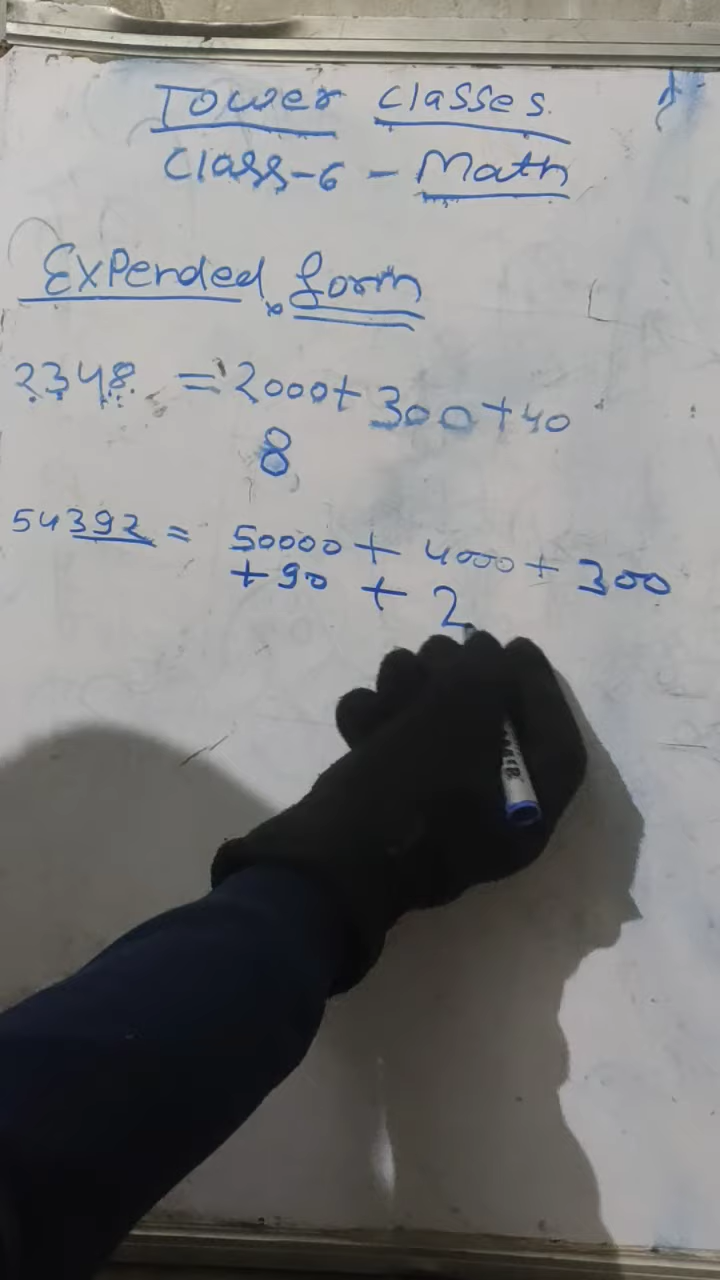 Tower Classes.
Class-6 - Math
Expended form
2348 = 2000+ 300 +40
8
54392 = 50000 + 4000 + 300
+90 + 2